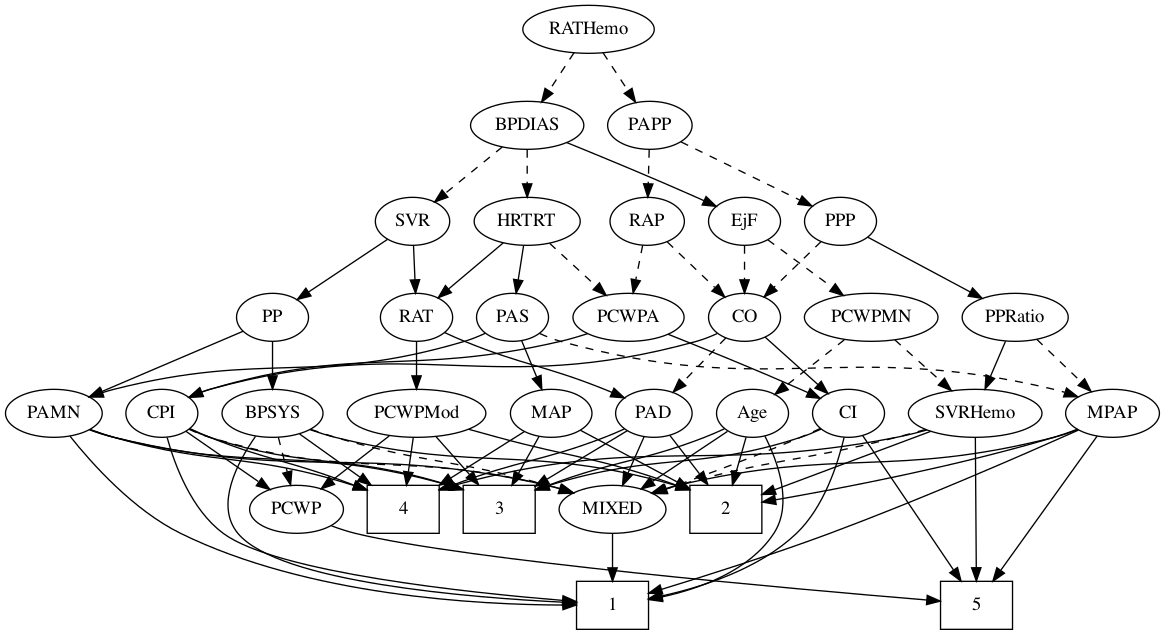 RATHemo
BPDIAS PAPP
SVR HRTRT RAP EjF PPP
PP RAT PAS PCWPA CO PCWPMN PPRatio
PAMN CPI BPSYS PCWPMod MAP PAD Age CI SVRHemo MPAP
PCWP 4 3 MIXED 2
1 5